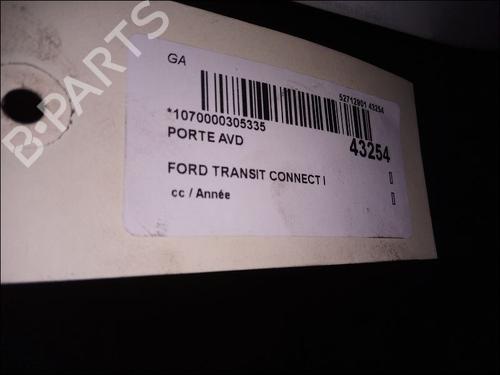 GA
52712901 43254
*1070000305335
PORTE AVD
43254
FORD TRANSIT CONNECT I
cc / Année
B-PARTS